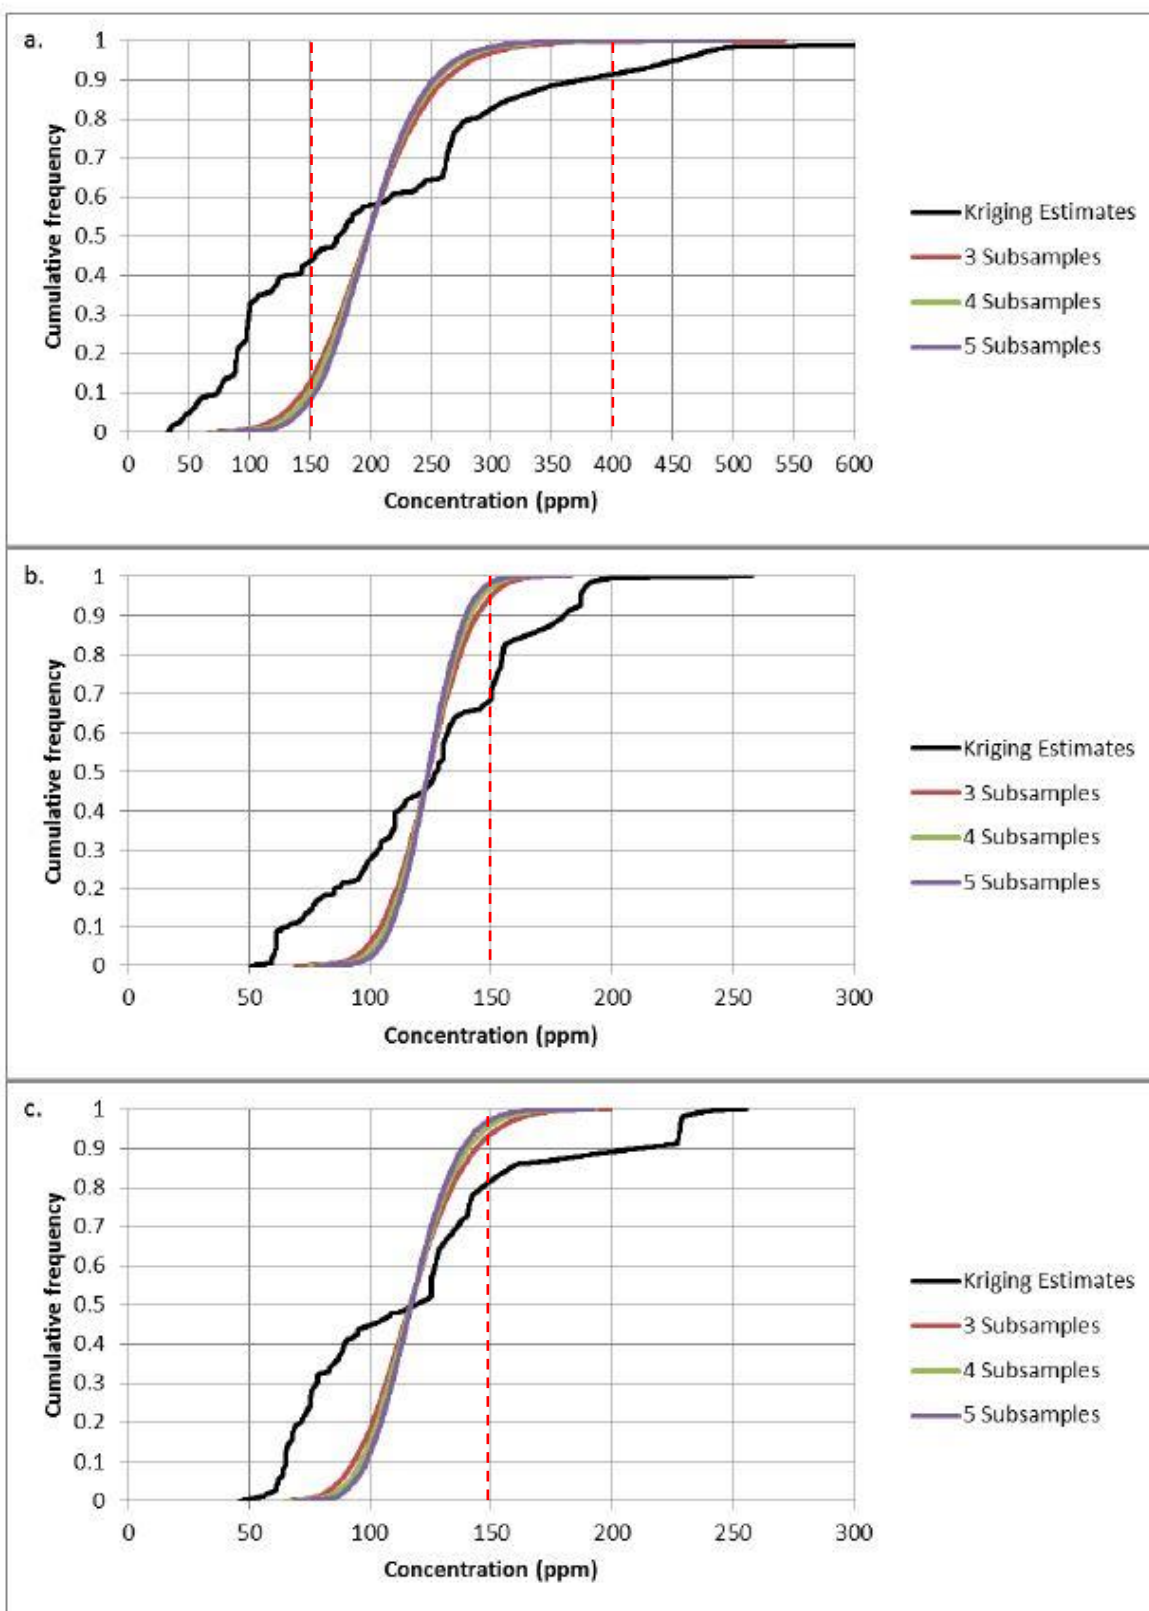 a.
1
0.9
0.8
0.7
0.6
0.5
0.4
0.3
0.2
0.1
0
Cumulative frequency
0 50 100 150 200 250 300 350 400 450 500 550 600
Concentration (ppm)
Kriging Estimates
3 Subsamples
4 Subsamples
5 Subsamples
b.
1
0.9
0.8
0.7
0.6
0.5
0.4
0.3
0.2
0.1
0
Cumulative frequency
0 50 100 150 200 250 300
Concentration (ppm)
Kriging Estimates
3 Subsamples
4 Subsamples
5 Subsamples
c.
1
0.9
0.8
0.7
0.6
0.5
0.4
0.3
0.2
0.1
0
Cumulative frequency
0 50 100 150 200 250 300
Concentration (ppm)
Kriging Estimates
3 Subsamples
4 Subsamples
5 Subsamples